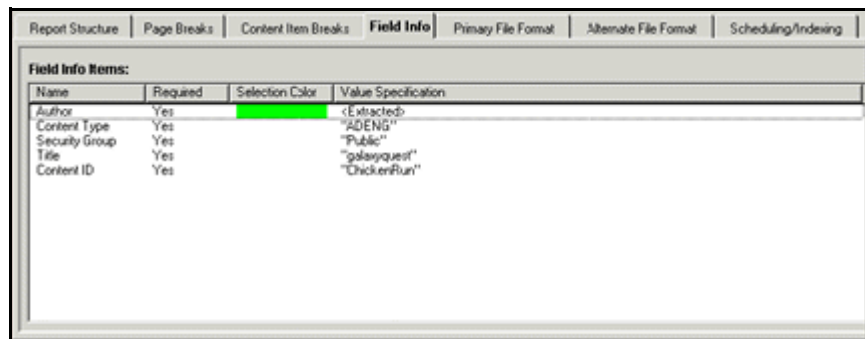 Report Structure Page Breaks Content Item Breaks Field Info Primary File Format Alternate File Format Scheduling/Indexing
Field Info Items:
Name Required Selection Color Value Specification
Author Yes <Extracted>
Content Type Yes "ADENG"
Security Group Yes "Public"
Title Yes "galaxyquest"
Content ID Yes "ChickenRun"